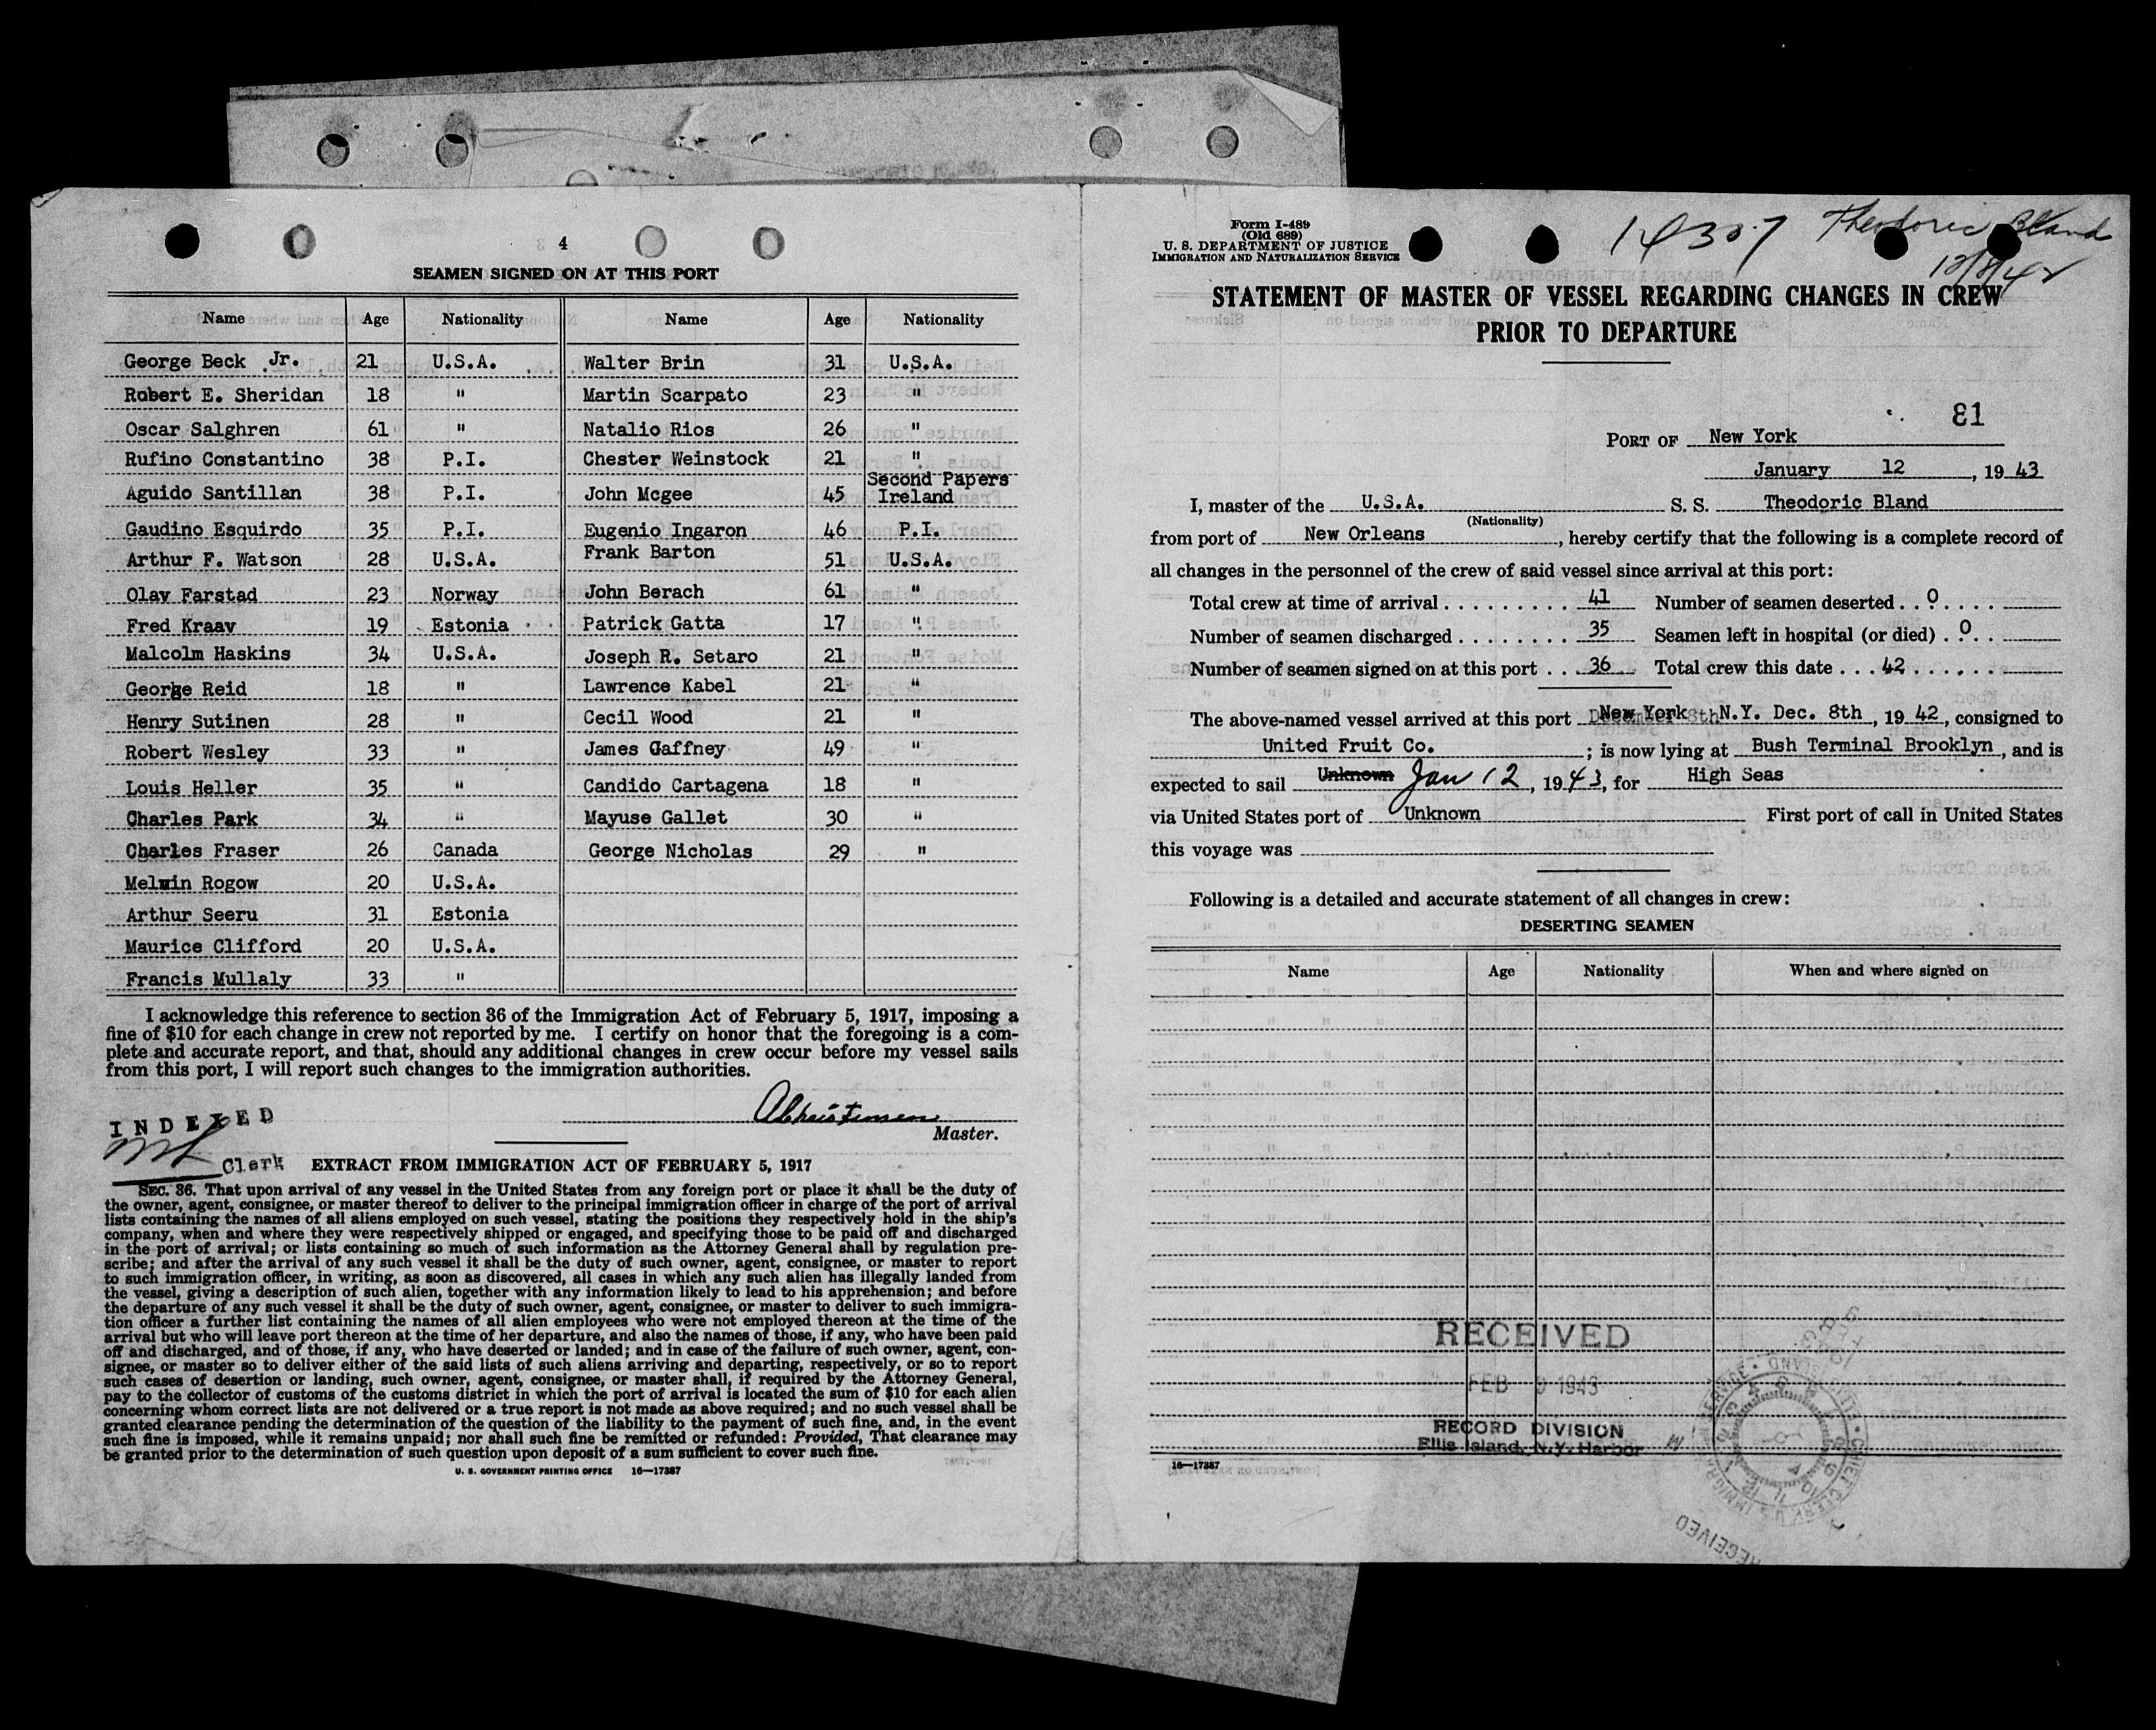 4
SEAMEN SIGNED ON AT THIS PORT
Name Age Nationality Name Age Nationality
George Beck Jr. 21 U.S.A. Walter Brin 31 U.S.A.
Robert E. Sheridan 18 " Martin Scarpato 23 "
Oscar Salghren 61 " Natalio Rios 26 "
Rufino Constantino 38 P.I. Chester Weinstock 21 "
Aguido Santillan 38 P.I. John Mcgee 45 Second Papers Ireland
Gaudino Esquirdo 35 P.I. Eugenio Ingaron 46 P.I.
Arthur F. Watson 28 U.S.A. Frank Barton 51 U.S.A.
Olav Farstad 23 Norway John Berach 61 "
Fred Kraav 19 Estonia Patrick Gatta 17 "
Malcolm Haskins 34 U.S.A. Joseph R. Setaro 21 "
George Reid 18 " Lawrence Kabel 21 "
Henry Sutinen 28 " Cecil Wood 21 "
Robert Wesley 33 " James Gaffney 49 "
Louis Heller 35 " Candido Cartagena 18 "
Charles Park 34 " Mayuse Gallet 30 "
Charles Fraser 26 Canada George Nicholas 29 "
Melwin Rogow 20 U.S.A.
Arthur Seeru 31 Estonia
Maurice Clifford 20 U.S.A.
Francis Mullaly 33 "
I acknowledge this reference to section 36 of the Immigration Act of February 5, 1917, imposing a
fine of $10 for each change in crew not reported by me. I certify on honor that the foregoing is a com-
plete and accurate report, and that, should any additional changes in crew occur before my vessel sails
from this port, I will report such changes to the immigration authorities.
INDEXED
AChristensen
Master.
Clerk
EXTRACT FROM IMMIGRATION ACT OF FEBRUARY 5, 1917
SEC. 36. That upon arrival of any vessel in the United States from any foreign port or place it shall be the duty of
the owner, agent, consignee, or master thereof to deliver to the principal immigration officer in charge of the port of arrival
lists containing the names of all aliens employed on such vessel, stating the positions they respectively hold in the ship's
company, when and where they were respectively shipped or engaged, and specifying those to be paid off and discharged
in the port of arrival; or lists containing so much of such information as the Attorney General shall by regulation pre-
scribe; and after the arrival of any such vessel it shall be the duty of such owner, agent, consignee, or master to report
to such immigration officer, in writing, as soon as discovered, all cases in which any such alien has illegally landed from
the vessel, giving a description of such alien, together with any information likely to lead to his apprehension; and before
the departure of any such vessel it shall be the duty of such owner, agent, consignee, or master to deliver to such immigra-
tion officer a further list containing the names of all alien employees who were not employed thereon at the time of the
arrival but who will leave port thereon at the time of her departure, and also the names of those, if any, who have been paid
off and discharged, and of those, if any, who have deserted or landed; and in case of the failure of such owner, agent, con-
signee, or master so to deliver either of the said lists of such aliens arriving and departing, respectively, or so to report
such cases of desertion or landing, such owner, agent, consignee, or master shall, if required by the Attorney General,
pay to the collector of customs of the customs district in which the port of arrival is located the sum of $10 for each alien
concerning whom correct lists are not delivered or a true report is not made as above required; and no such vessel shall be
granted clearance pending the determination of the question of the liability to the payment of such fine, and, in the event
such fine is imposed, while it remains unpaid; nor shall such fine be remitted or refunded: Provided, That clearance may
be granted prior to the determination of such question upon deposit of a sum sufficient to cover such fine.
U. S. GOVERNMENT PRINTING OFFICE 16—17387
Form I-489
(Old 689)
U. S. DEPARTMENT OF JUSTICE
IMMIGRATION AND NATURALIZATION SERVICE
14307 Theodoric Bland
12/8/42
STATEMENT OF MASTER OF VESSEL REGARDING CHANGES IN CREW
PRIOR TO DEPARTURE
81
PORT OF New York
January 12, 1943
I, master of the U.S.A. S. S. Theodoric Bland
(Nationality)
from port of New Orleans, hereby certify that the following is a complete record of
all changes in the personnel of the crew of said vessel since arrival at this port:
Total crew at time of arrival . . . . . . . . . 41 Number of seamen deserted . . 0 . . . .
Number of seamen discharged . . . . . . . . 35 Seamen left in hospital (or died) . 0 . .
Number of seamen signed on at this port . . 36 Total crew this date . . . 42 . . . . . .
The above-named vessel arrived at this port New York N.Y. Dec. 8th, 1942, consigned to
United Fruit Co.; is now lying at Bush Terminal Brooklyn, and is
expected to sail Unknown Jan 12, 1943, for High Seas
via United States port of Unknown First port of call in United States
this voyage was
Following is a detailed and accurate statement of all changes in crew:
DESERTING SEAMEN
Name Age Nationality When and where signed on
RECEIVED
FEB 9 1943
RECORD DIVISION
Ellis Island, N.Y. Harbor
16—17387
RECEIVED